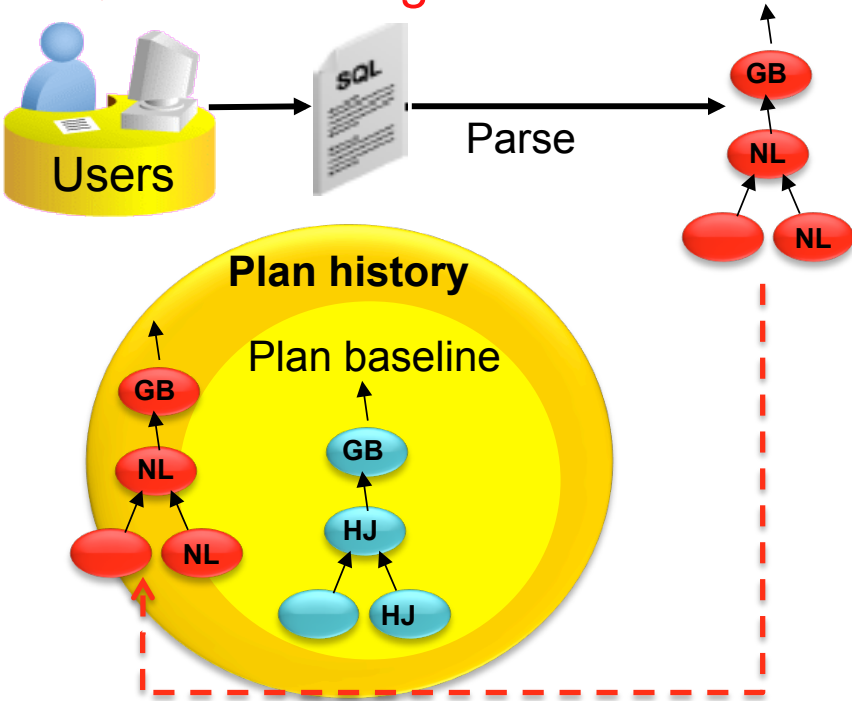 SQL
GB
Parse
NL
Users
NL
Plan history
Plan baseline
GB
GB
NL
HJ
NL
HJ